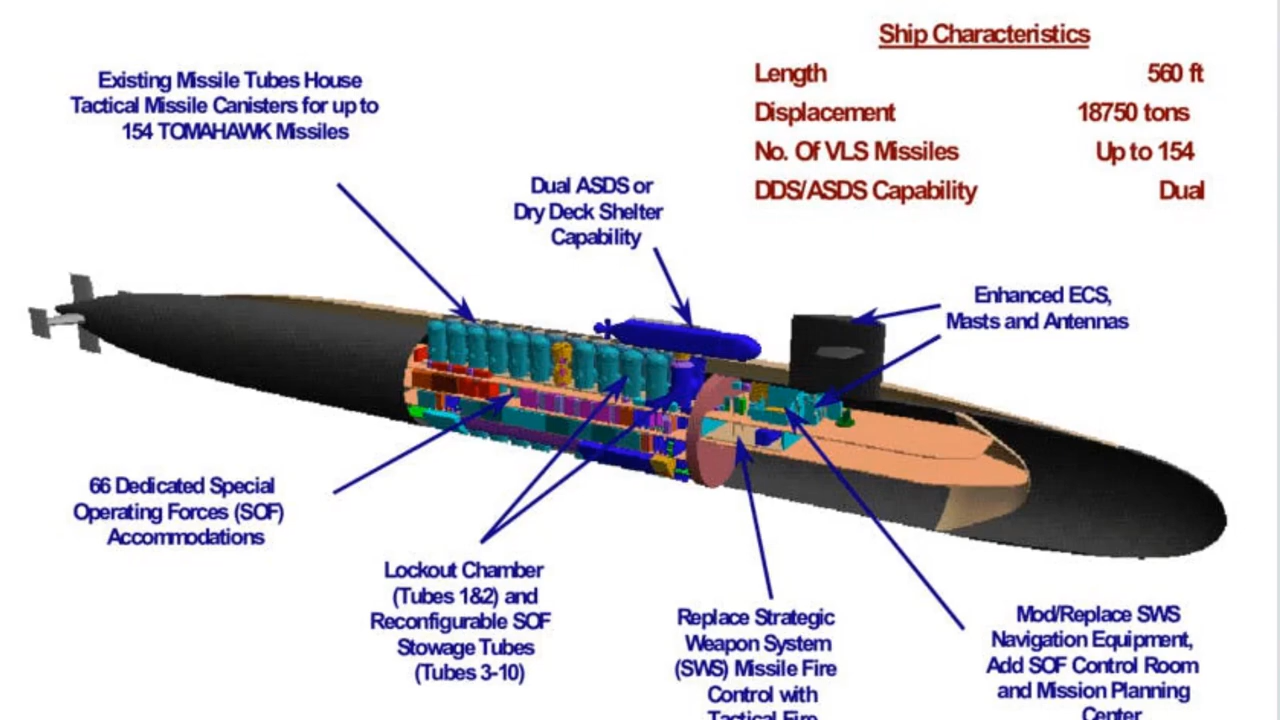 Ship Characteristics
Length 560 ft
Displacement 18750 tons
No. Of VLS Missiles Up to 154
DDS/ASDS Capability Dual
Existing Missile Tubes House
Tactical Missile Canisters for up to
154 TOMAHAWK Missiles
Dual ASDS or
Dry Deck Shelter
Capability
Enhanced ECS,
Masts and Antennas
66 Dedicated Special
Operating Forces (SOF)
Accommodations
Lockout Chamber
(Tubes 1&2) and
Reconfigurable SOF
Stowage Tubes
(Tubes 3-10)
Replace Strategic
Weapon System
(SWS) Missile Fire
Control with
Tactical Fire
Mod/Replace SWS
Navigation Equipment,
Add SOF Control Room
and Mission Planning
Center